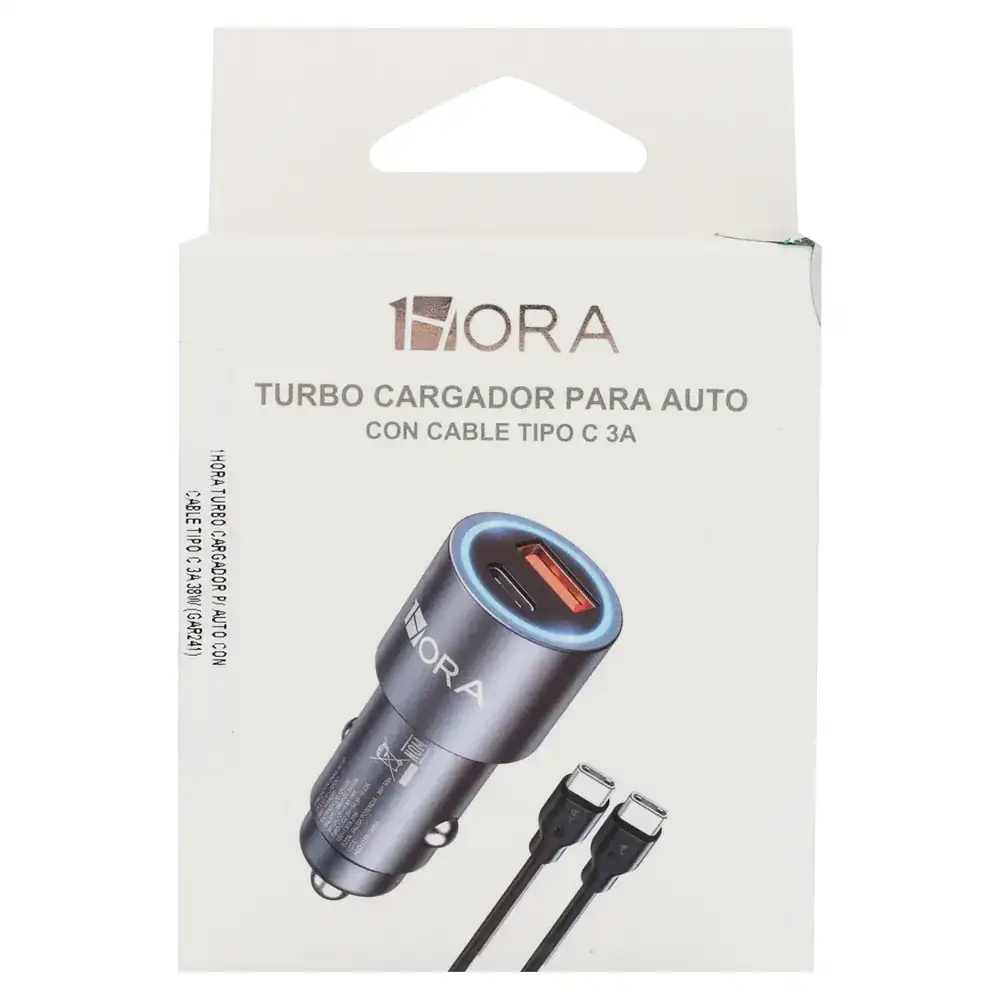 1HORA
TURBO CARGADOR PARA AUTO
CON CABLE TIPO C 3A
1HORA TURBO CARGADOR P/ AUTO CON
CABLE TIPO C 3A 38W (GAR241)
1HORA
NOM